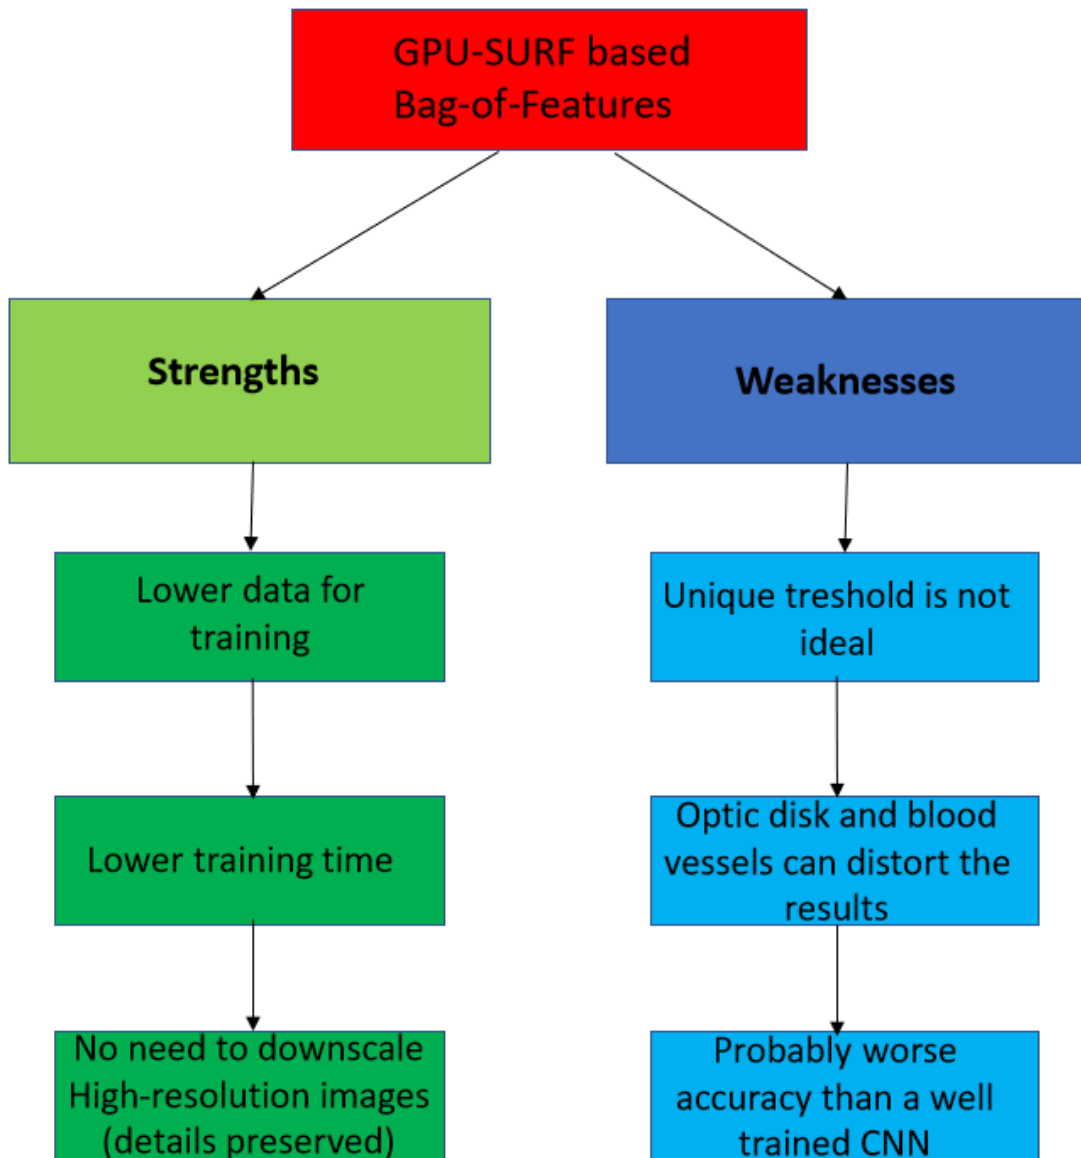 GPU-SURF based
Bag-of-Features
Strengths
Weaknesses
Lower data for
training
Unique treshold is not
ideal
Lower training time
Optic disk and blood
vessels can distort the
results
No need to downscale
High-resolution images
(details preserved)
Probably worse
accuracy than a well
trained CNN